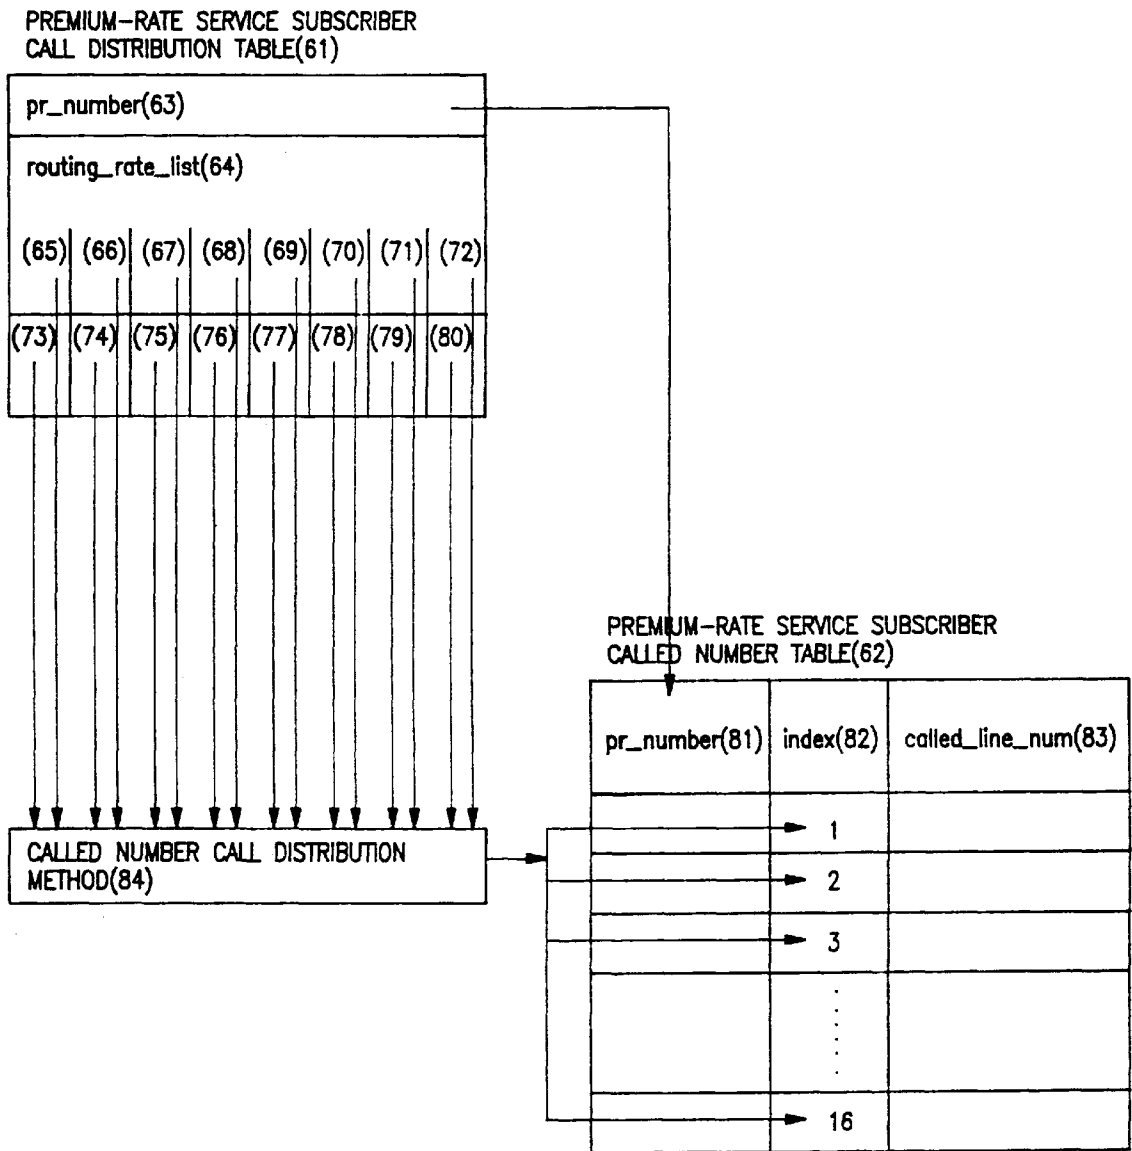 PREMIUM-RATE SERVICE SUBSCRIBER
CALL DISTRIBUTION TABLE(61)
pr_number(63)
routing_rate_list(64)
(65) (66) (67) (68) (69) (70) (71) (72)
(73) (74) (75) (76) (77) (78) (79) (80)
PREMIUM-RATE SERVICE SUBSCRIBER
CALLED NUMBER TABLE(62)
pr_number(81) index(82) called_line_num(83)
1
CALLED NUMBER CALL DISTRIBUTION
METHOD(84)
2
3
16